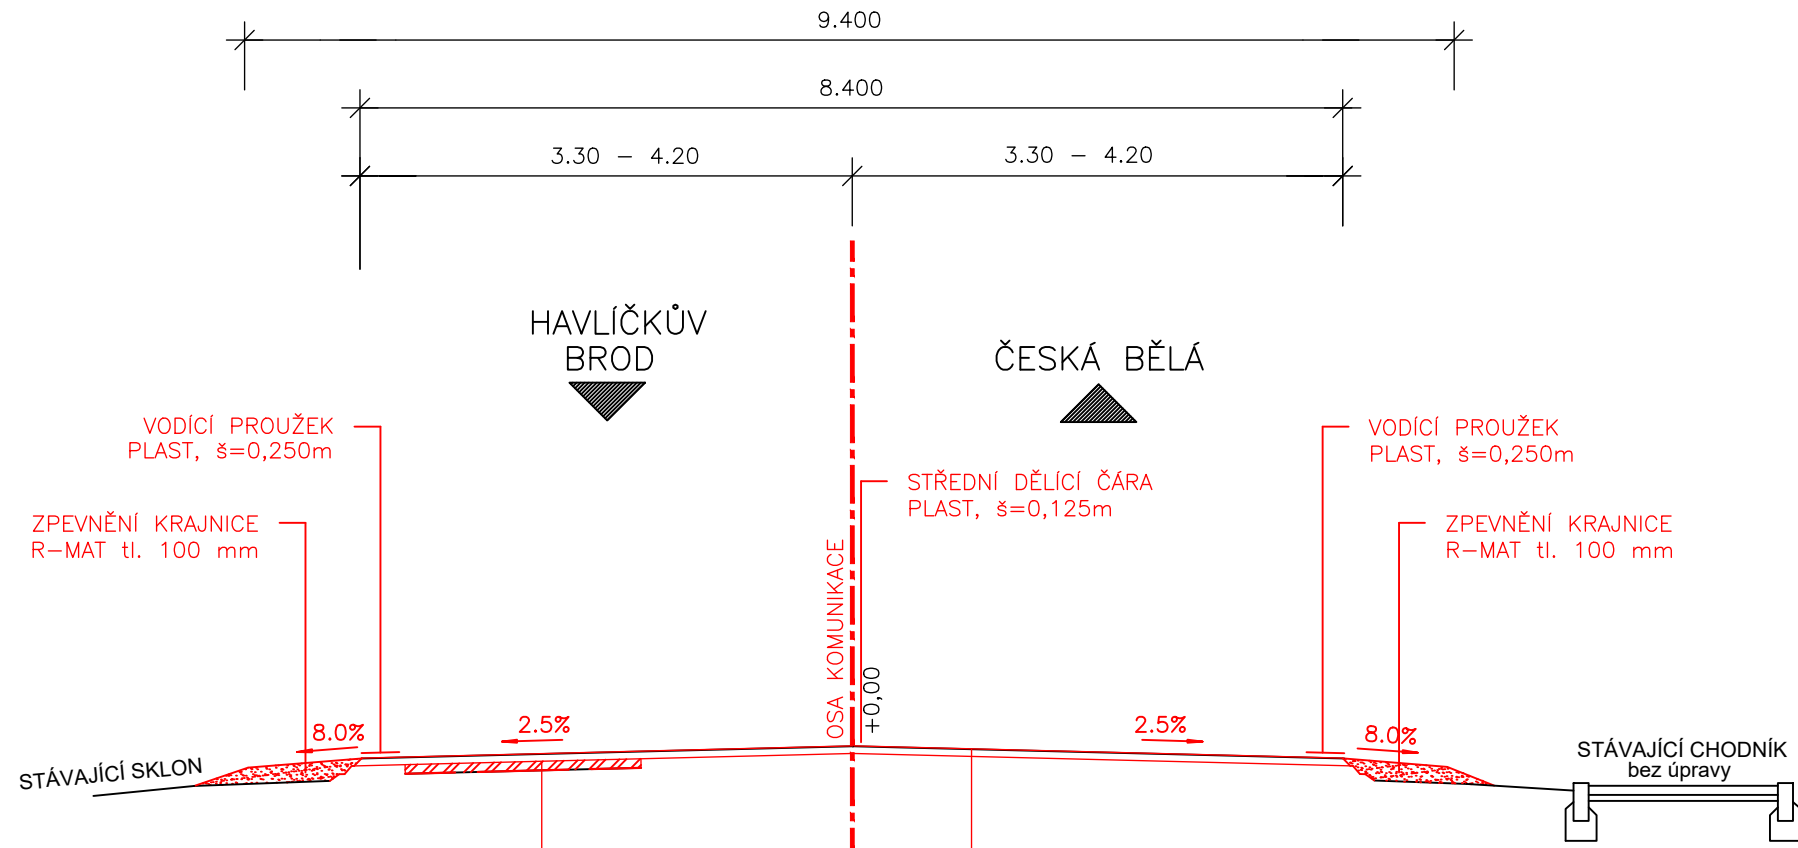 9.400
8.400
3.30 – 4.20
3.30 – 4.20
HAVLÍČKŮV
BROD
ČESKÁ BĚLÁ
VODÍCÍ PROUŽEK
PLAST, š=0,250m
VODÍCÍ PROUŽEK
PLAST, š=0,250m
STŘEDNÍ DĚLÍCÍ ČÁRA
PLAST, š=0,125m
ZPEVNĚNÍ KRAJNICE
R–MAT tl. 100 mm
ZPEVNĚNÍ KRAJNICE
R–MAT tl. 100 mm
OSA KOMUNIKACE
+0,00
8.0%
2.5%
2.5%
8.0%
STÁVAJÍCÍ SKLON
STÁVAJÍCÍ CHODNÍK
bez úpravy